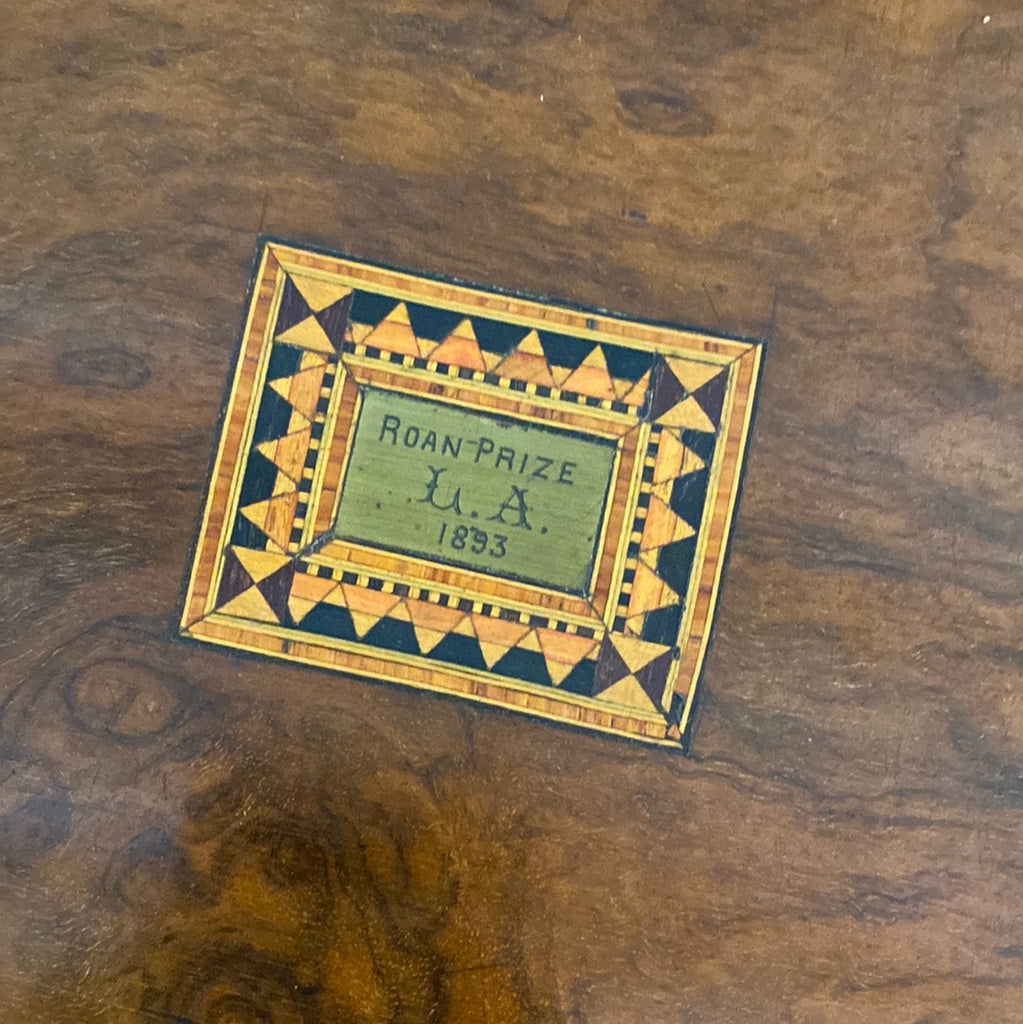 ROAN PRIZE
L. A.
1893